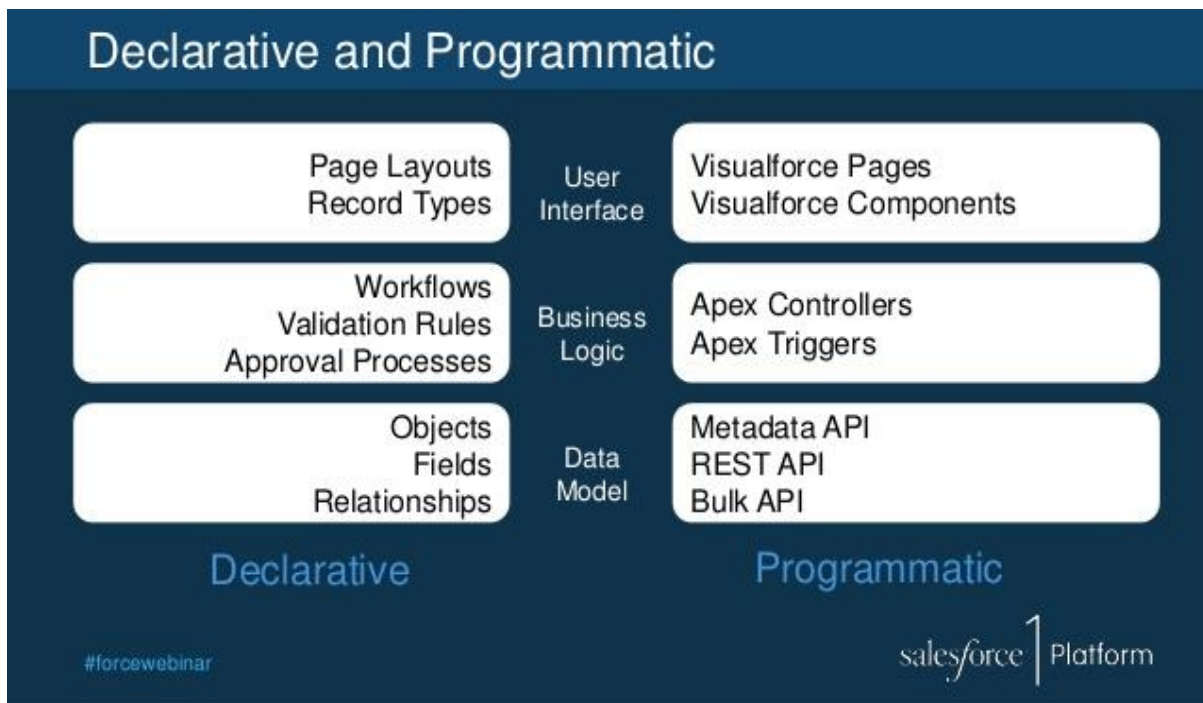 Declarative and Programmatic
Page Layouts
Record Types
User
Interface
Visualforce Pages
Visualforce Components
Workflows
Validation Rules
Approval Processes
Business
Logic
Apex Controllers
Apex Triggers
Objects
Fields
Relationships
Data
Model
Metadata API
REST API
Bulk API
Declarative
Programmatic
#forcewebinar
salesforce1 Platform